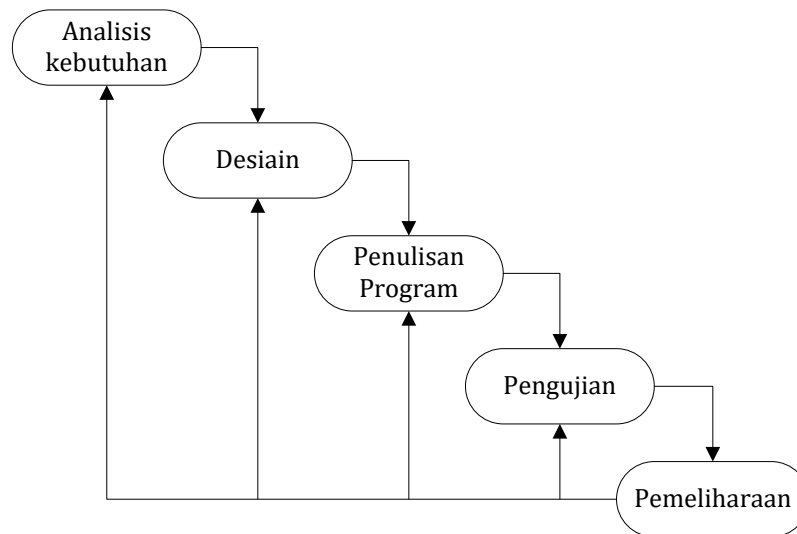 Analisis
kebutuhan
Desiain
Penulisan
Program
Pengujian
Pemeliharaan